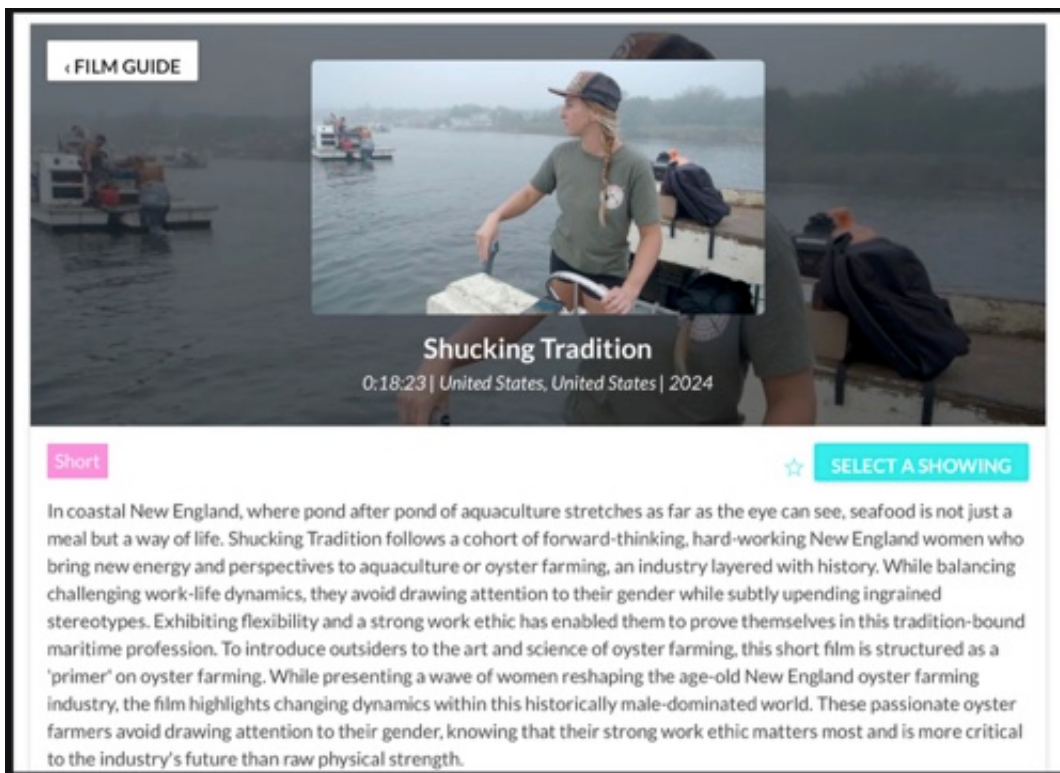 ‹ FILM GUIDE
Shucking Tradition
0:18:23 | United States, United States | 2024
Short
☆ SELECT A SHOWING
In coastal New England, where pond after pond of aquaculture stretches as far as the eye can see, seafood is not just a
meal but a way of life. Shucking Tradition follows a cohort of forward-thinking, hard-working New England women who
bring new energy and perspectives to aquaculture or oyster farming, an industry layered with history. While balancing
challenging work-life dynamics, they avoid drawing attention to their gender while subtly upending ingrained
stereotypes. Exhibiting flexibility and a strong work ethic has enabled them to prove themselves in this tradition-bound
maritime profession. To introduce outsiders to the art and science of oyster farming, this short film is structured as a
'primer' on oyster farming. While presenting a wave of women reshaping the age-old New England oyster farming
industry, the film highlights changing dynamics within this historically male-dominated world. These passionate oyster
farmers avoid drawing attention to their gender, knowing that their strong work ethic matters most and is more critical
to the industry's future than raw physical strength.